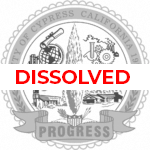 OF CYPRESS CALIFORNIA
DISSOLVED
PROGRESS